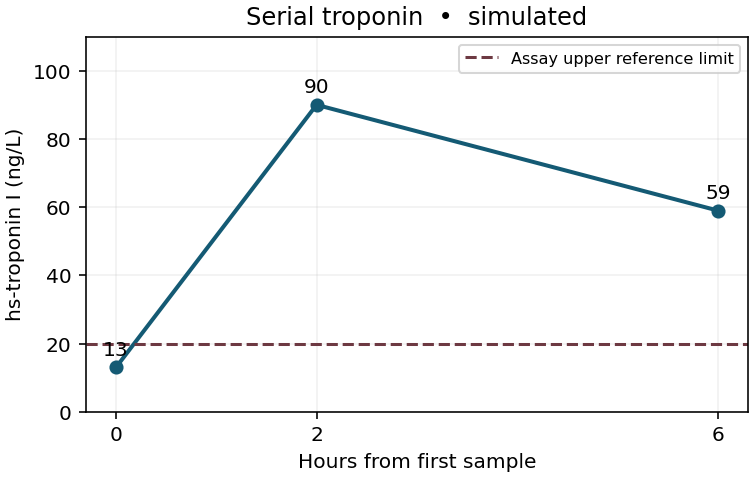 Serial troponin • simulated
Assay upper reference limit
hs-troponin I (ng/L)
100
80
60
40
20
0
13
90
59
0 2 6
Hours from first sample